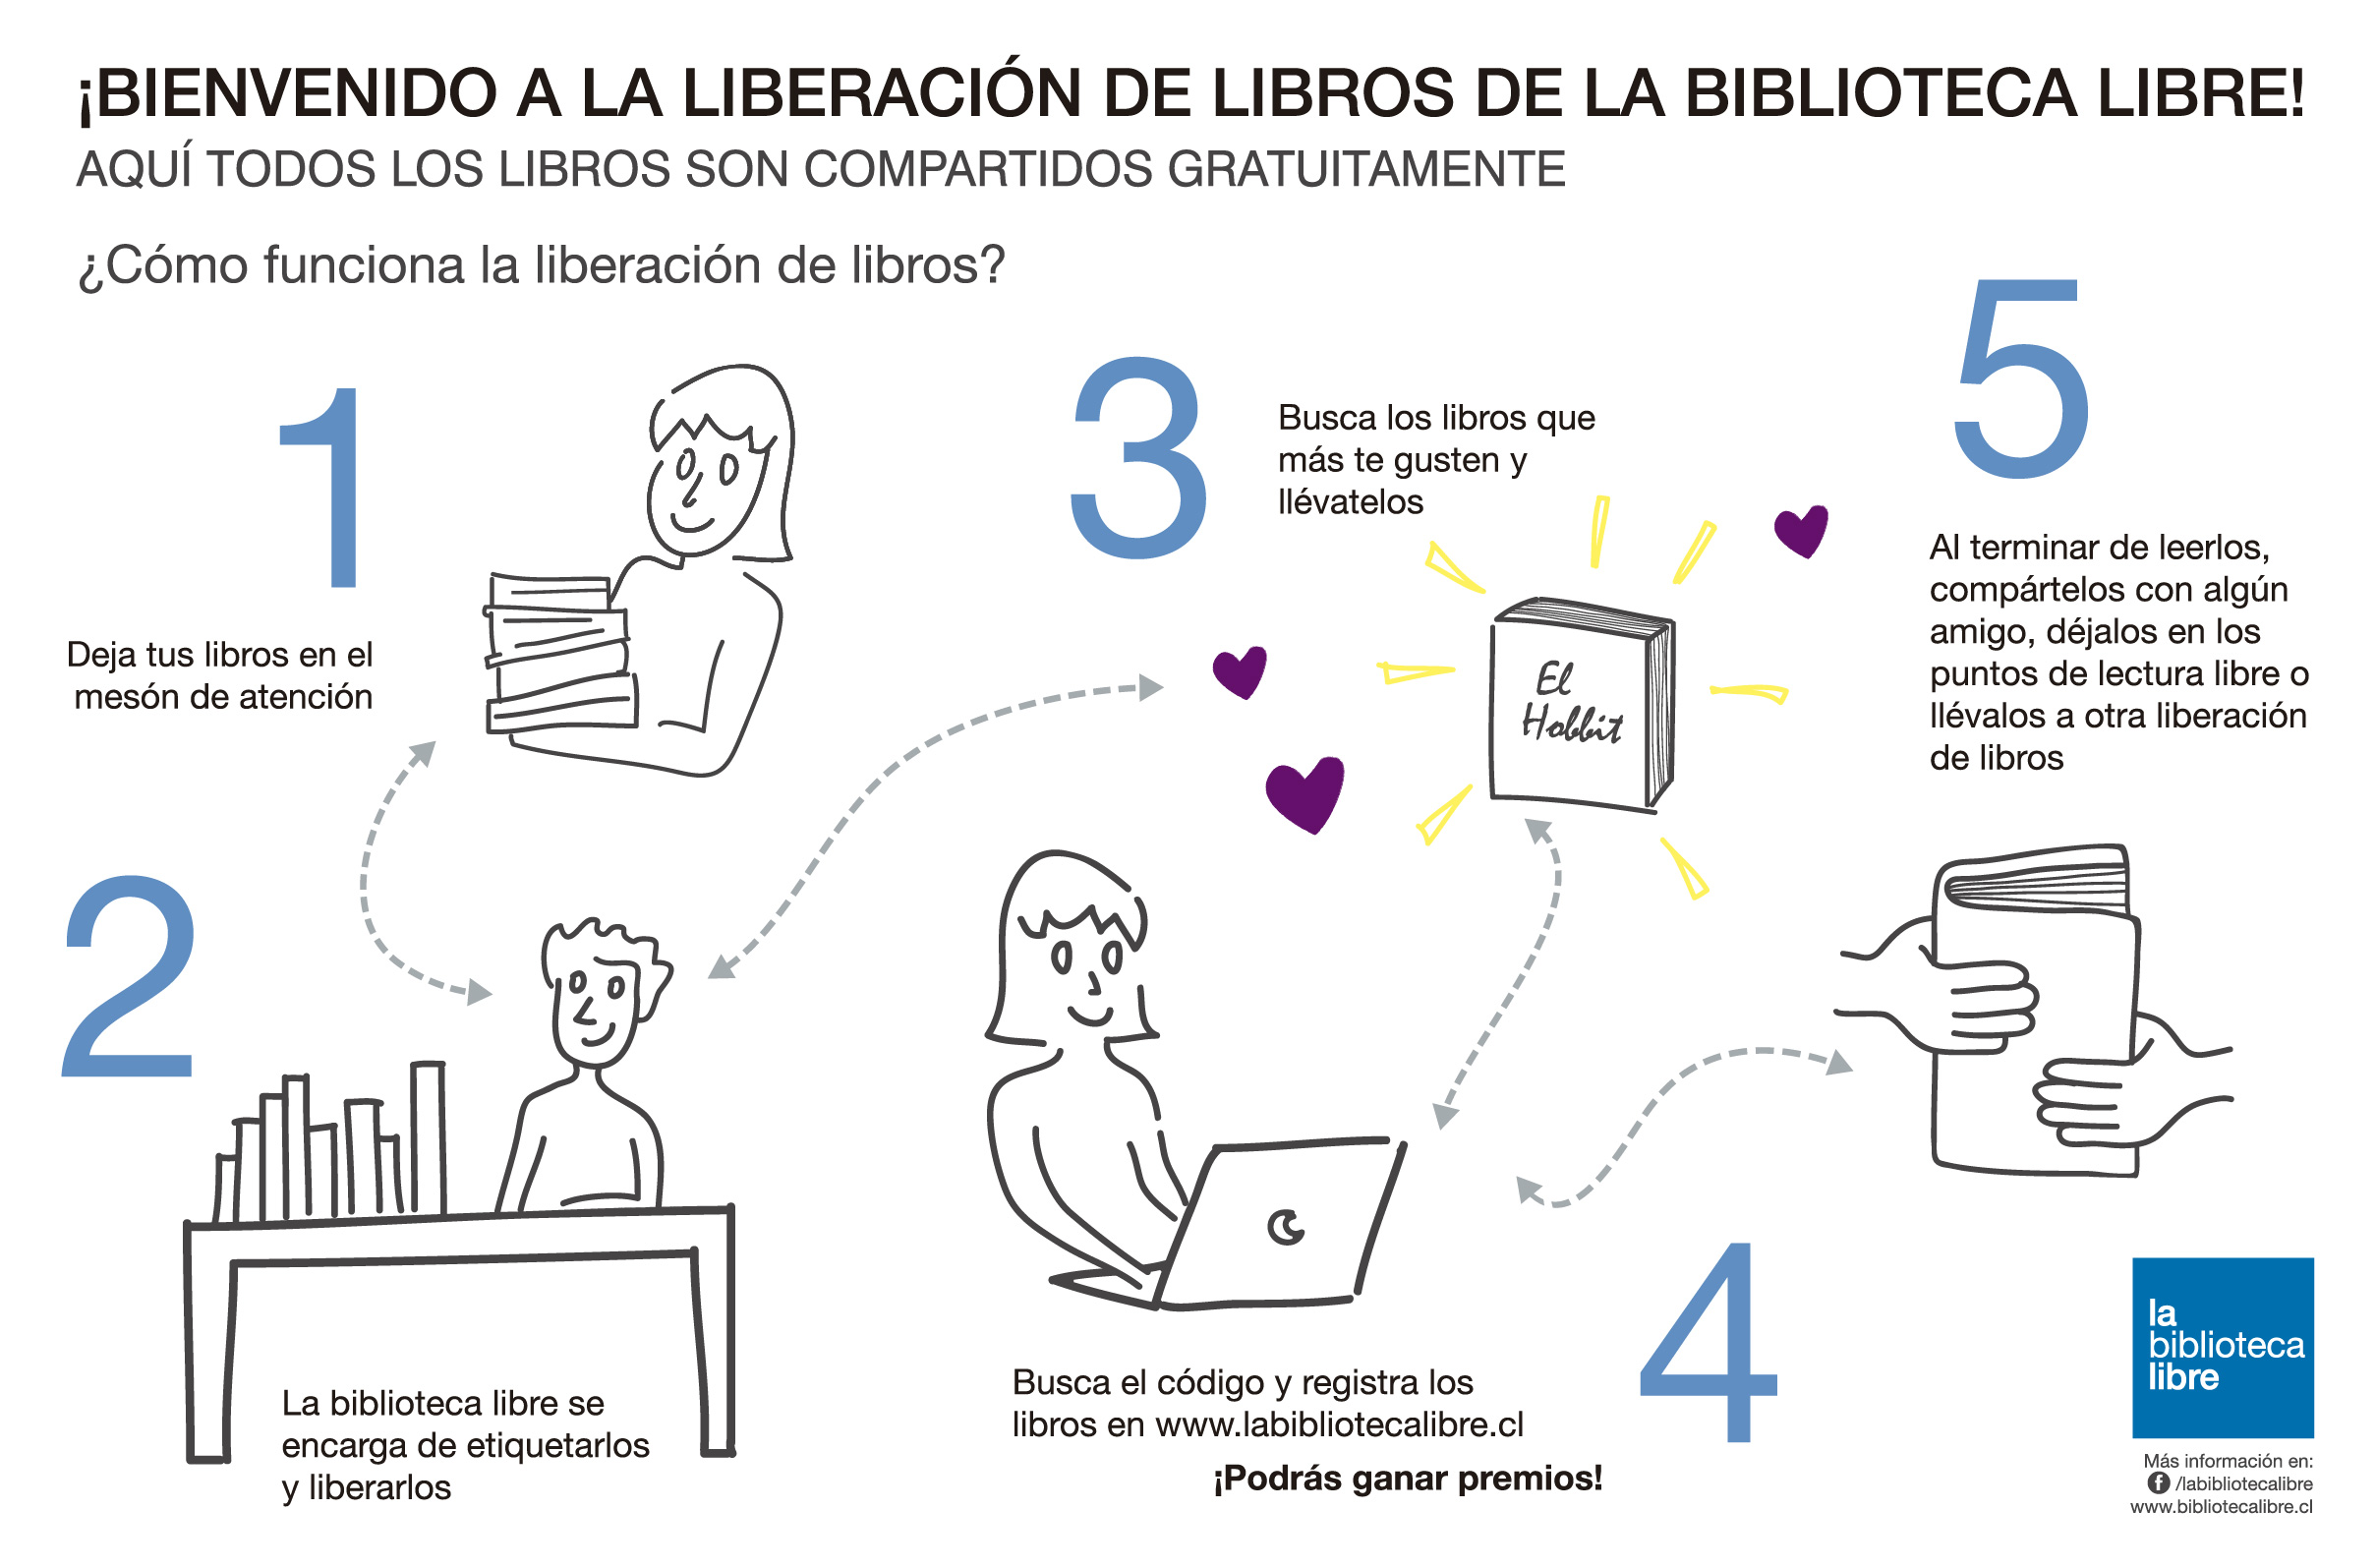 ¡BIENVENIDO A LA LIBERACIÓN DE LIBROS DE LA BIBLIOTECA LIBRE!
AQUÍ TODOS LOS LIBROS SON COMPARTIDOS GRATUITAMENTE
¿Cómo funciona la liberación de libros?
1
Deja tus libros en el
mesón de atención
2
La biblioteca libre se
encarga de etiquetarlos
y liberarlos
3
Busca los libros que
más te gusten y
llévatelos
El
Hobbit
4
Busca el código y registra los
libros en www.labibliotecalibre.cl
¡Podrás ganar premios!
5
Al terminar de leerlos,
compártelos con algún
amigo, déjalos en los
puntos de lectura libre o
llévalos a otra liberación
de libros
la
biblioteca
libre
Más información en:
f /labibliotecalibre
www.bibliotecalibre.cl